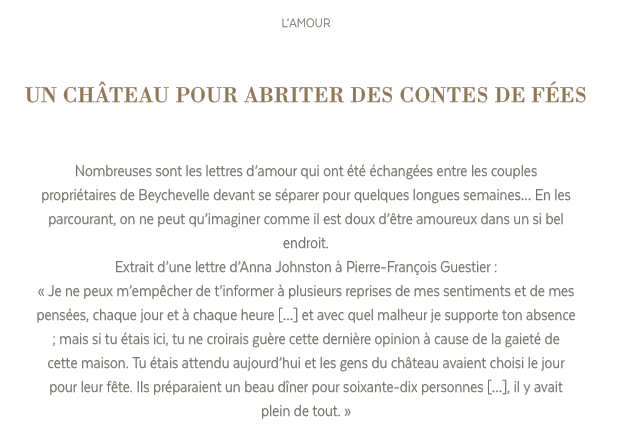 L'AMOUR
UN CHÂTEAU POUR ABRITER DES CONTES DE FÉES
Nombreuses sont les lettres d'amour qui ont été échangées entre les couples
propriétaires de Beychevelle devant se séparer pour quelques longues semaines... En les
parcourant, on ne peut qu'imaginer comme il est doux d'être amoureux dans un si bel
endroit.
Extrait d'une lettre d'Anna Johnston à Pierre-François Guestier :
« Je ne peux m'empêcher de t'informer à plusieurs reprises de mes sentiments et de mes
pensées, chaque jour et à chaque heure [...] et avec quel malheur je supporte ton absence
; mais si tu étais ici, tu ne croirais guère cette dernière opinion à cause de la gaieté de
cette maison. Tu étais attendu aujourd'hui et les gens du château avaient choisi le jour
pour leur fête. Ils préparaient un beau dîner pour soixante-dix personnes [...], il y avait
plein de tout. »